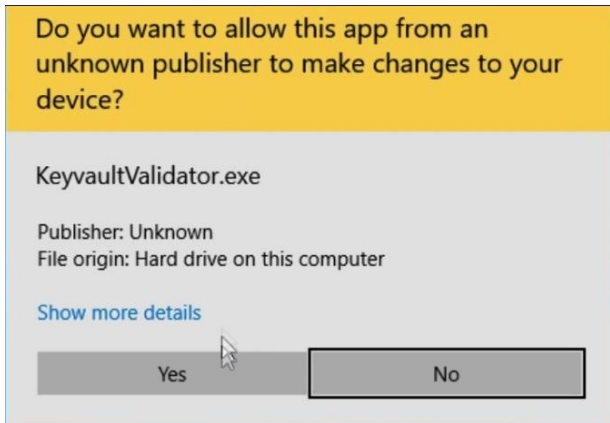 Do you want to allow this app from an
unknown publisher to make changes to your
device?
KeyvaultValidator.exe
Publisher: Unknown
File origin: Hard drive on this computer
Show more details
Yes
No